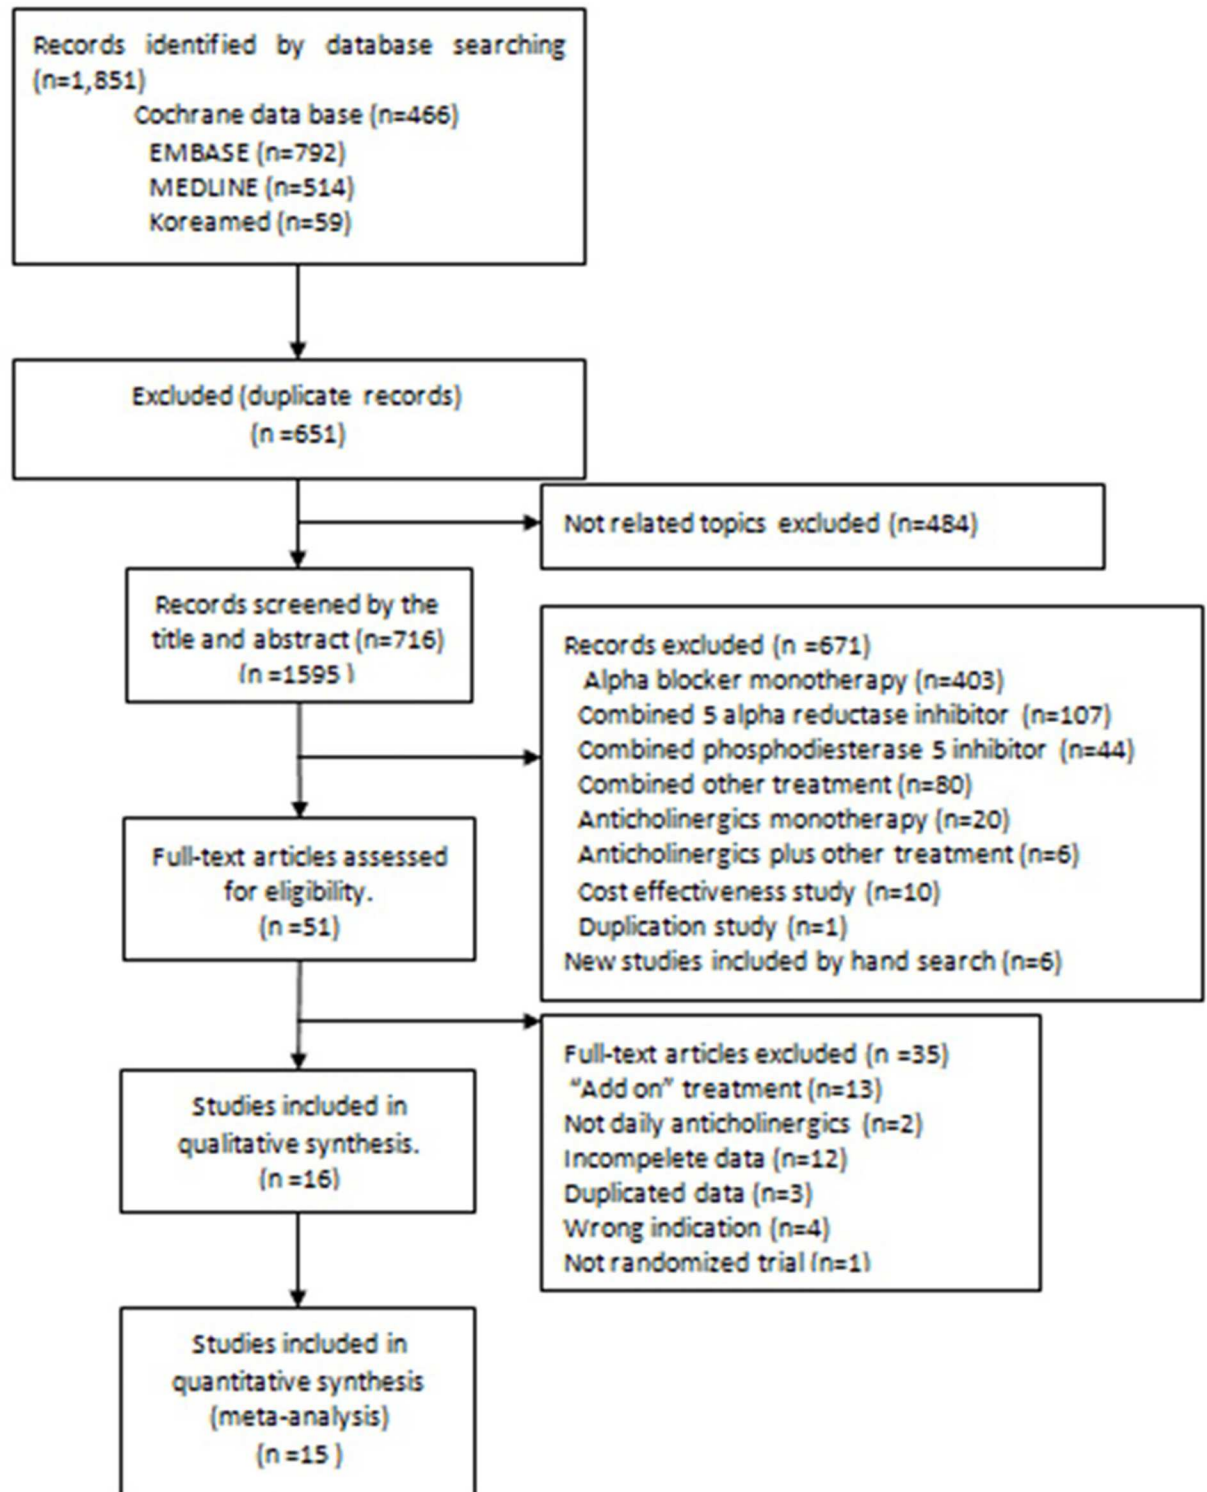 Records identified by database searching
(n=1,851)
Cochrane data base (n=466)
EMBASE (n=792)
MEDLINE (n=514)
Koreamed (n=59)
Excluded (duplicate records)
(n =651)
Not related topics excluded (n=484)
Records screened by the
title and abstract (n=716)
(n =1595 )
Records excluded (n =671)
Alpha blocker monotherapy (n=403)
Combined 5 alpha reductase inhibitor (n=107)
Combined phosphodiesterase 5 inhibitor (n=44)
Combined other treatment (n=80)
Anticholinergics monotherapy (n=20)
Anticholinergics plus other treatment (n=6)
Cost effectiveness study (n=10)
Duplication study (n=1)
New studies included by hand search (n=6)
Full-text articles assessed
for eligibility.
(n =51)
Full-text articles excluded (n =35)
“Add on” treatment (n=13)
Not daily anticholinergics (n=2)
Incompelete data (n=12)
Duplicated data (n=3)
Wrong indication (n=4)
Not randomized trial (n=1)
Studies included in
qualitative synthesis.
(n =16)
Studies included in
quantitative synthesis
(meta-analysis)
(n =15 )